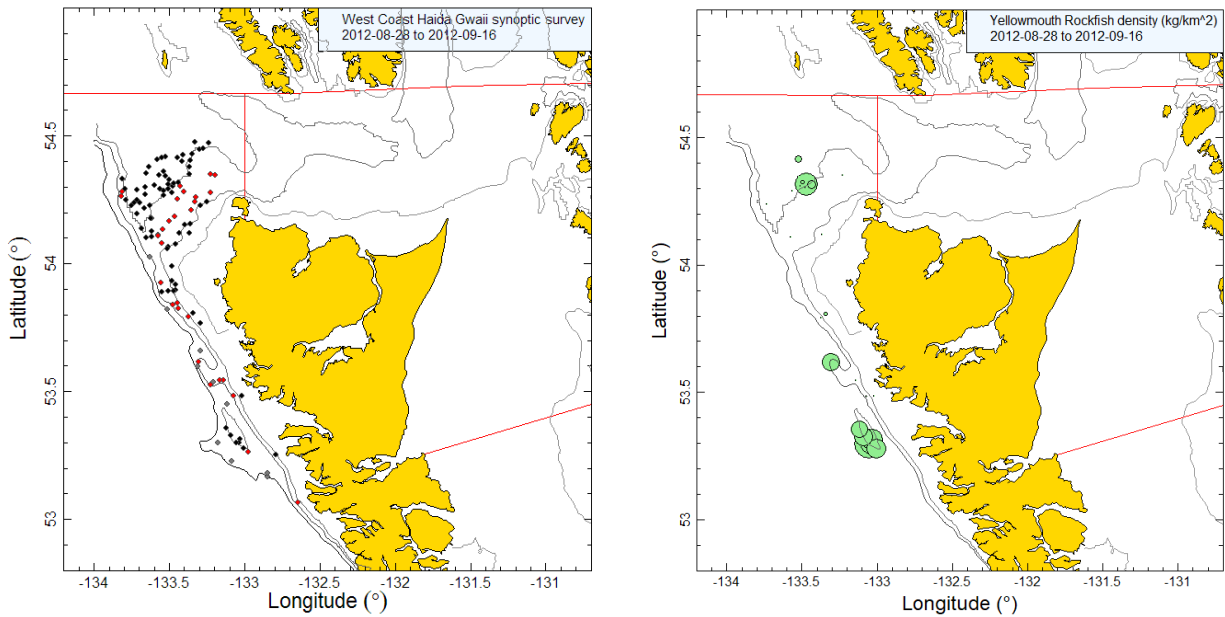 West Coast Haida Gwaii synoptic survey
2012-08-28 to 2012-09-16
54.5
54
53.5
53
Latitude (°)
-134
-133.5
-133
-132.5
-132
-131.5
-131
Longitude (°)
Yellowmouth Rockfish density (kg/km^2)
2012-08-28 to 2012-09-16
54.5
54
53.5
53
Latitude (°)
-134
-133.5
-133
-132.5
-132
-131.5
-131
Longitude (°)